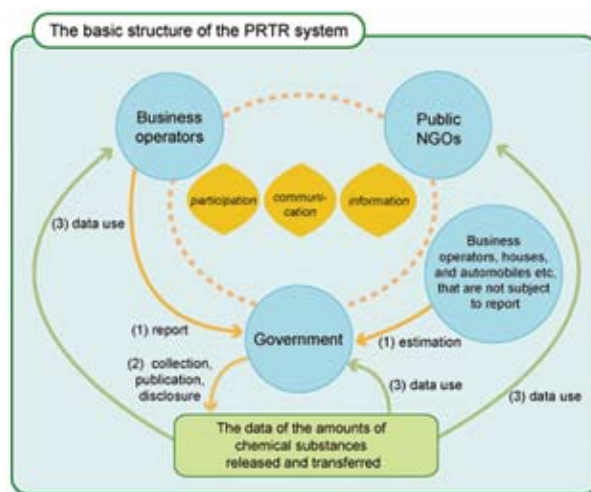 The basic structure of the PRTR system
Business
operators
Public
NGOs
participation
communi-
cation
information
(3) data use
Business
operators, houses,
and automobiles etc.
that are not subject
to report
(1) report
Government
(1) estimation
(2) collection,
publication,
disclosure
(3) data use
(3) data use
The data of the amounts of
chemical substances
released and transferred